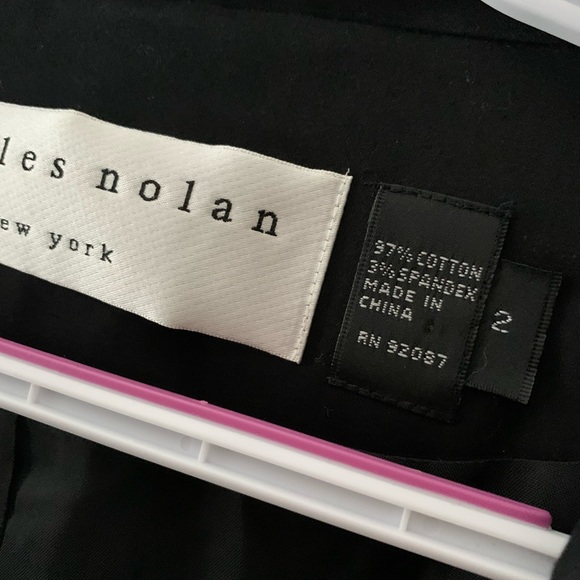 les nolan
ew york
97% COTTON
3% SPANDEX
MADE IN
CHINA
RN 92087
2